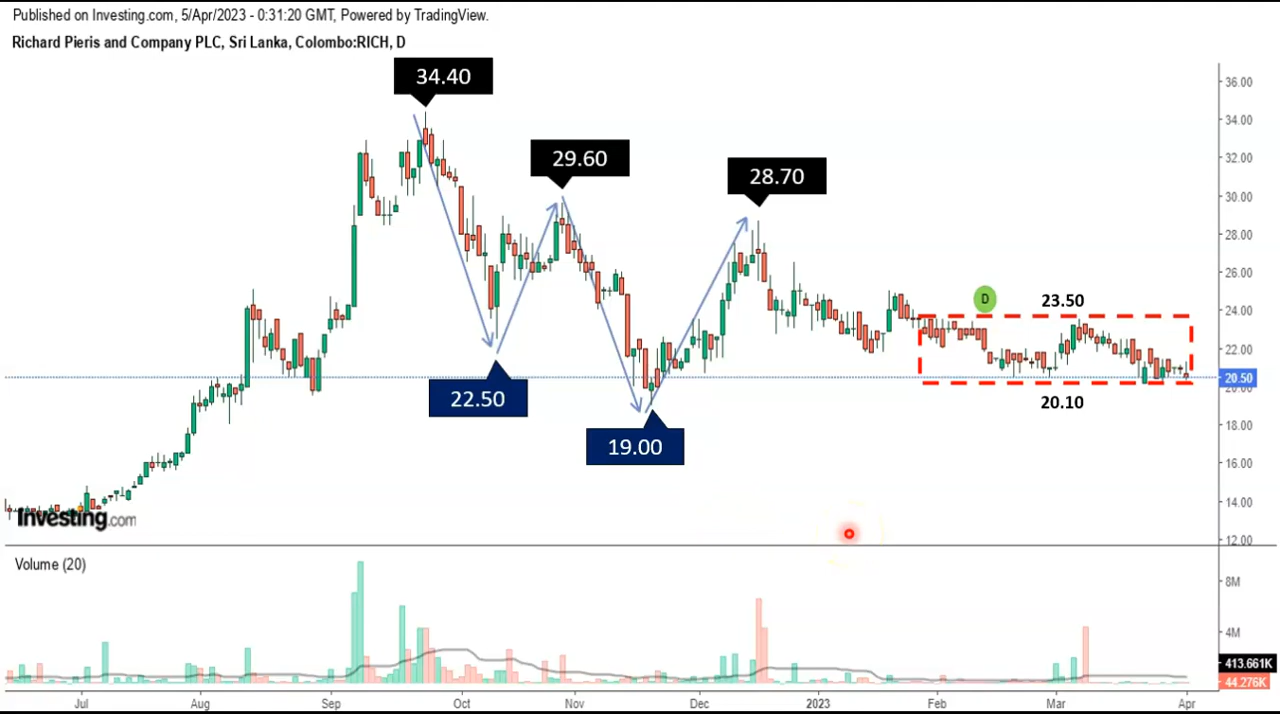 Published on Investing.com, 5/Apr/2023 - 0:31:20 GMT, Powered by TradingView.
Richard Pieris and Company PLC, Sri Lanka, Colombo:RICH, D
34.40
29.60
28.70
22.50
19.00
D
23.50
20.10
36.00
34.00
32.00
30.00
28.00
26.00
24.00
22.00
20.50
20.00
18.00
16.00
14.00
12.00
Investing.com
Volume (20)
8M
4M
413.661K
44.276K
Jul Aug Sep Oct Nov Dec 2023 Feb Mar Apr